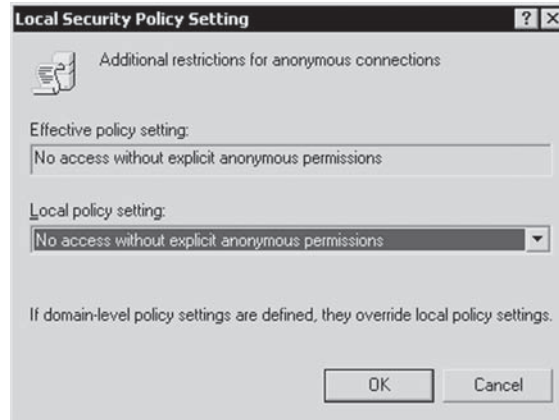 Local Security Policy Setting
Additional restrictions for anonymous connections
Effective policy setting:
No access without explicit anonymous permissions
Local policy setting:
No access without explicit anonymous permissions
If domain-level policy settings are defined, they override local policy settings.
OK Cancel